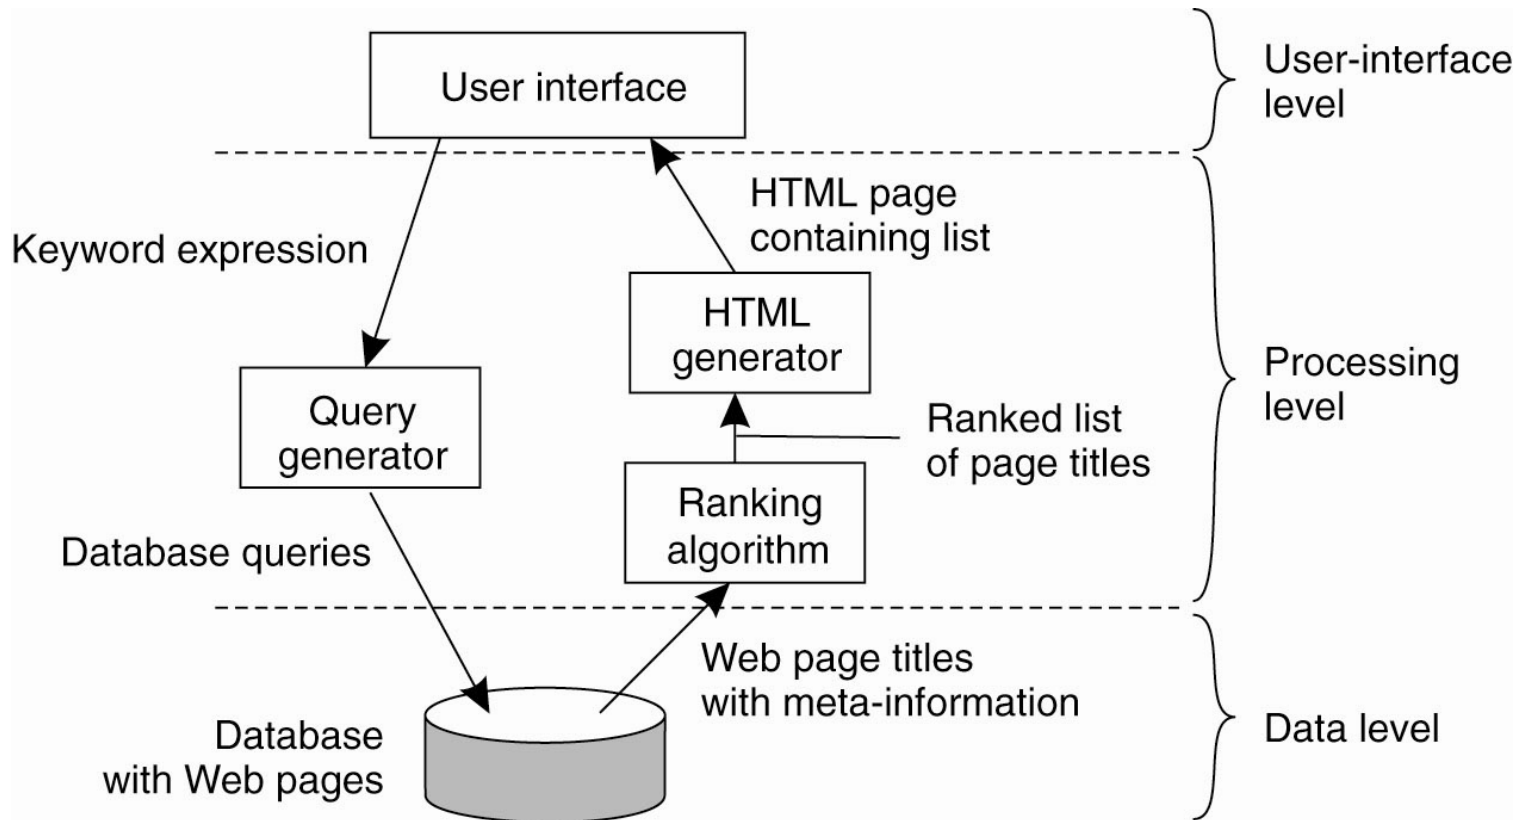 User interface
User-interface
level
HTML page
containing list
Keyword expression
HTML
generator
Processing
level
Query
generator
Ranked list
of page titles
Ranking
algorithm
Database queries
Web page titles
with meta-information
Database
with Web pages
Data level